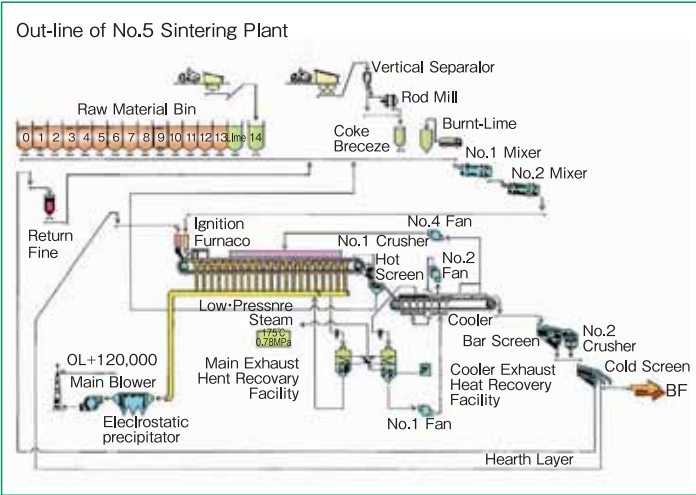 Out-line of No.5 Sintering Plant
Vertical Separalor
Rod Mill
Raw Material Bin
0 1 2 3 4 5 6 7 8 9 10 11 12 13 Lime 14
Coke
Breceze
Burnt-Lime
No.1 Mixer
No.2 Mixer
Return
Fine
Ignition
Furnaco
No.4 Fan
No.1 Crusher
Hot
Screen
No.2
Fan
Low·Pressnre
Steam
175℃
0.78MPa
Cooler
Bar Screen
No.2
Crusher
Cold Screen
OL+120,000
Main Blower
Main Exhaust
Hent Recovary
Facility
Cooler Exhaust
Heat Recovery
Facility
BF
Elecirostatic
precipitator
No.1 Fan
Hearth Layer